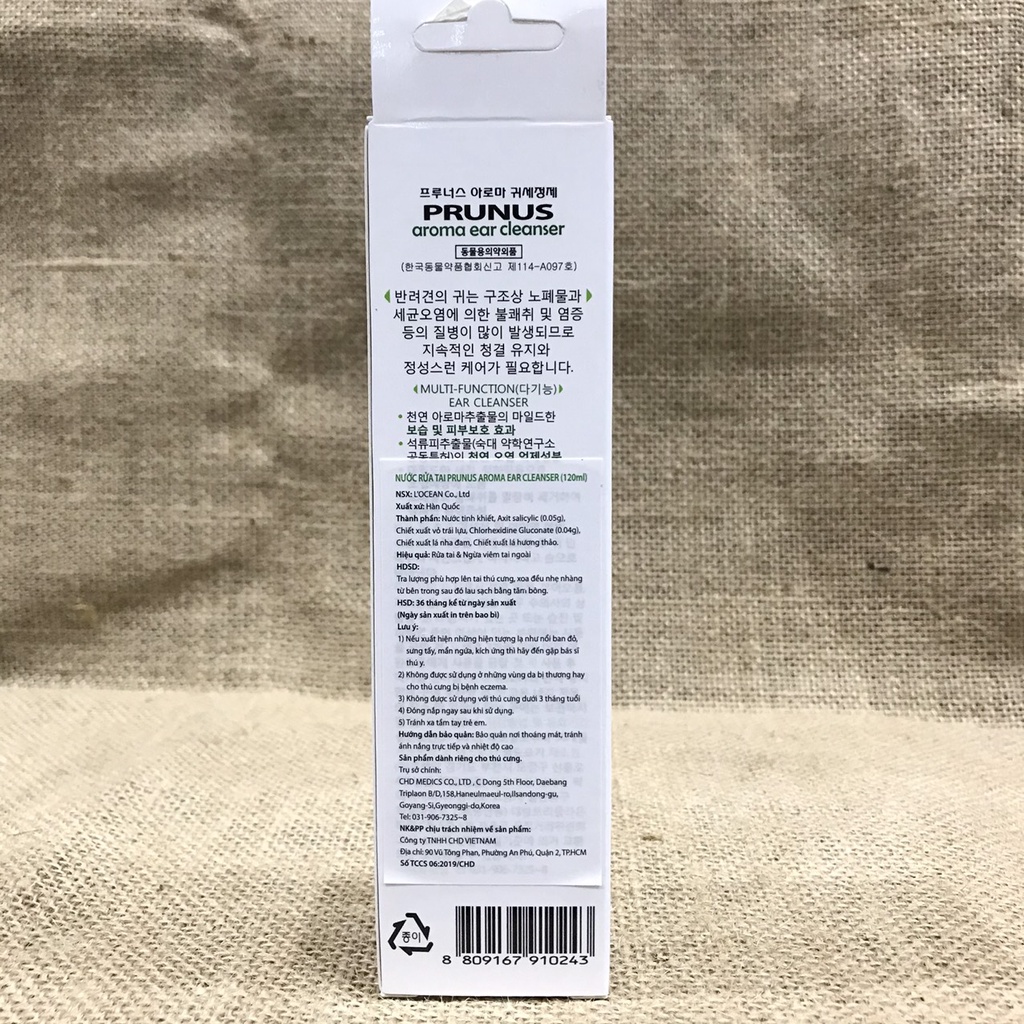 프루너스 아로마 귀세정제
PRUNUS
aroma ear cleanser
동물용의약외품
(한국동물약품협회신고 제114-A097호)
반려견의 귀는 구조상 노폐물과
세균오염에 의한 불쾌취 및 염증
등의 질병이 많이 발생되므로
지속적인 청결 유지와
정성스런 케어가 필요합니다.
MULTI-FUNCTION(다기능)
EAR CLEANSER
• 천연 아로마추출물의 마일드한
보습 및 피부보호 효과
• 석류피추출물(숙대 약학연구소
공동특허)의 천연 오염 억제성분
NƯỚC RỬA TAI PRUNUS AROMA EAR CLEANSER (120ml)
NSX: L'OCEAN Co., Ltd
Xuất xứ: Hàn Quốc
Thành phần: Nước tinh khiết, Axit salicylic (0.05g),
Chiết xuất vỏ trái lựu, Chlorhexidine Gluconate (0.04g),
Chiết xuất lá nha đam, Chiết xuất lá hương thảo.
Hiệu quả: Rửa tai & Ngừa viêm tai ngoài
HDSD:
Tra lượng phù hợp lên tai thú cưng, xoa đều nhẹ nhàng
từ bên trong sau đó lau sạch bằng tăm bông.
HSD: 36 tháng kể từ ngày sản xuất
(Ngày sản xuất in trên bao bì)
Lưu ý:
1) Nếu xuất hiện những hiện tượng lạ như nổi ban đỏ,
sưng tấy, mẩn ngứa, kích ứng thì hãy đến gặp bác sĩ
thú y.
2) Không được sử dụng ở những vùng da bị thương hay
cho thú cưng bị bệnh eczema.
3) Không được sử dụng với thú cưng dưới 3 tháng tuổi
4) Đóng nắp ngay sau khi sử dụng.
5) Tránh xa tầm tay trẻ em.
Hướng dẫn bảo quản: Bảo quản nơi thoáng mát, tránh
ánh nắng trực tiếp và nhiệt độ cao
Sản phẩm dành riêng cho thú cưng.
Trụ sở chính:
CHD MEDICS CO., LTD , C Dong 5th Floor, Daebang
Triplaon B/D,158,Haneulmaeul-ro,Ilsandong-gu,
Goyang-Si,Gyeonggi-do,Korea
Tel: 031-906-7325~8
NK&PP chịu trách nhiệm về sản phẩm:
Công ty TNHH CHD VIETNAM
Địa chỉ: 90 Vũ Tông Phan, Phường An Phú, Quận 2, TP.HCM
Số TCCS 06:2019/CHD
종이
8 809167 910243